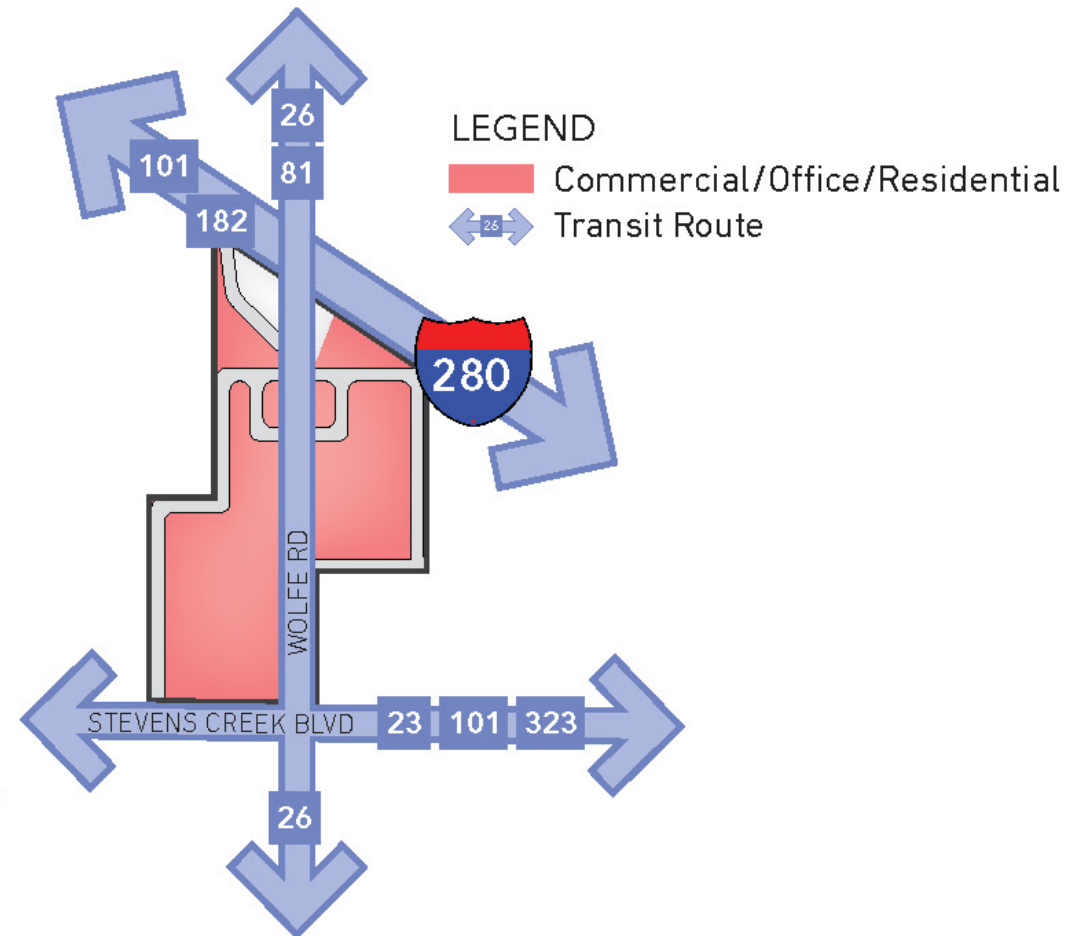 26
LEGEND
101
81
Commercial/Office/Residential
182
26
Transit Route
280
WOLFE RD
STEVENS CREEK BLVD
23
101
323
26